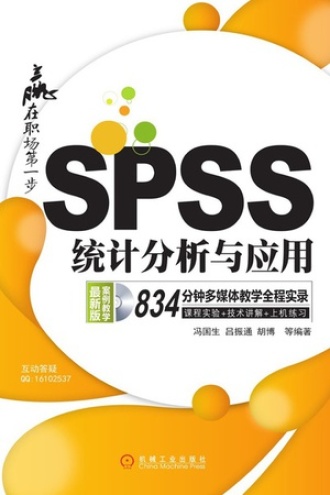 赢在职场第一步
SPSS
统计分析与应用
案例教学
最新版
834分钟多媒体教学全程实录
课程实验+技术讲解+上机练习
冯国生 吕振通 胡博 等编著
互动答疑
QQ:16102537
机械工业出版社
China Machine Press